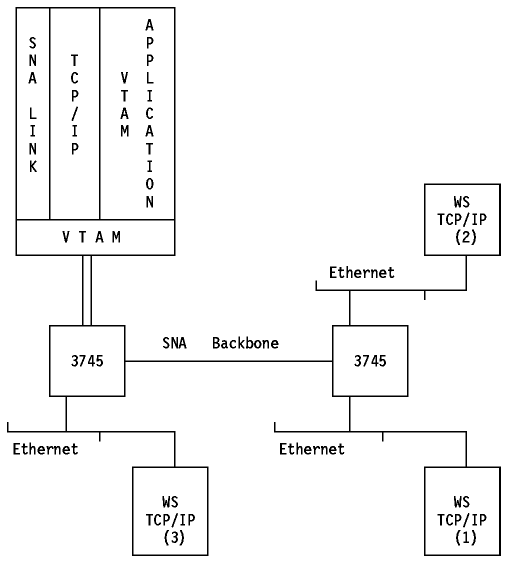 SNA LINK
TCP/IP
VTAM
APPLICATION
VTAM
WS
TCP/IP
(2)
Ethernet
3745
SNA Backbone
3745
Ethernet
Ethernet
WS
TCP/IP
(3)
WS
TCP/IP
(1)